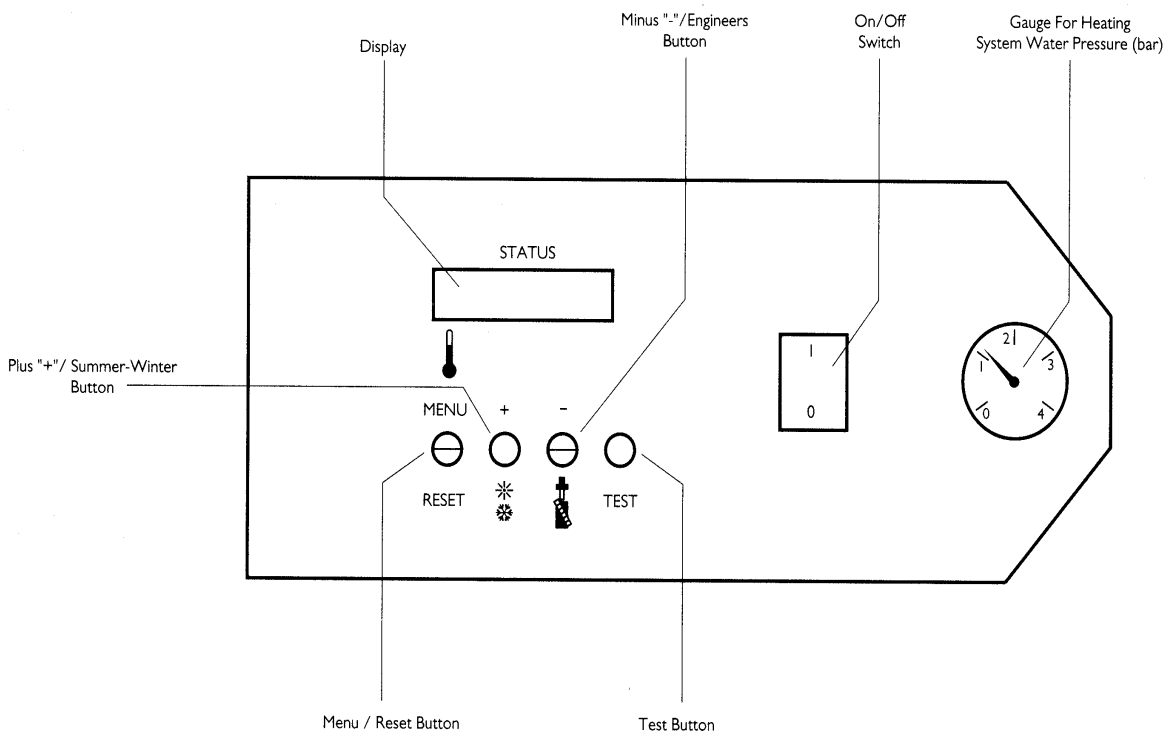 Minus "-"/Engineers
Button
On/Off
Switch
Gauge For Heating
System Water Pressure (bar)
Display
STATUS
Plus "+"/ Summer-Winter
Button
MENU + -
RESET TEST
I
0
0
1
2
3
4
Menu / Reset Button
Test Button